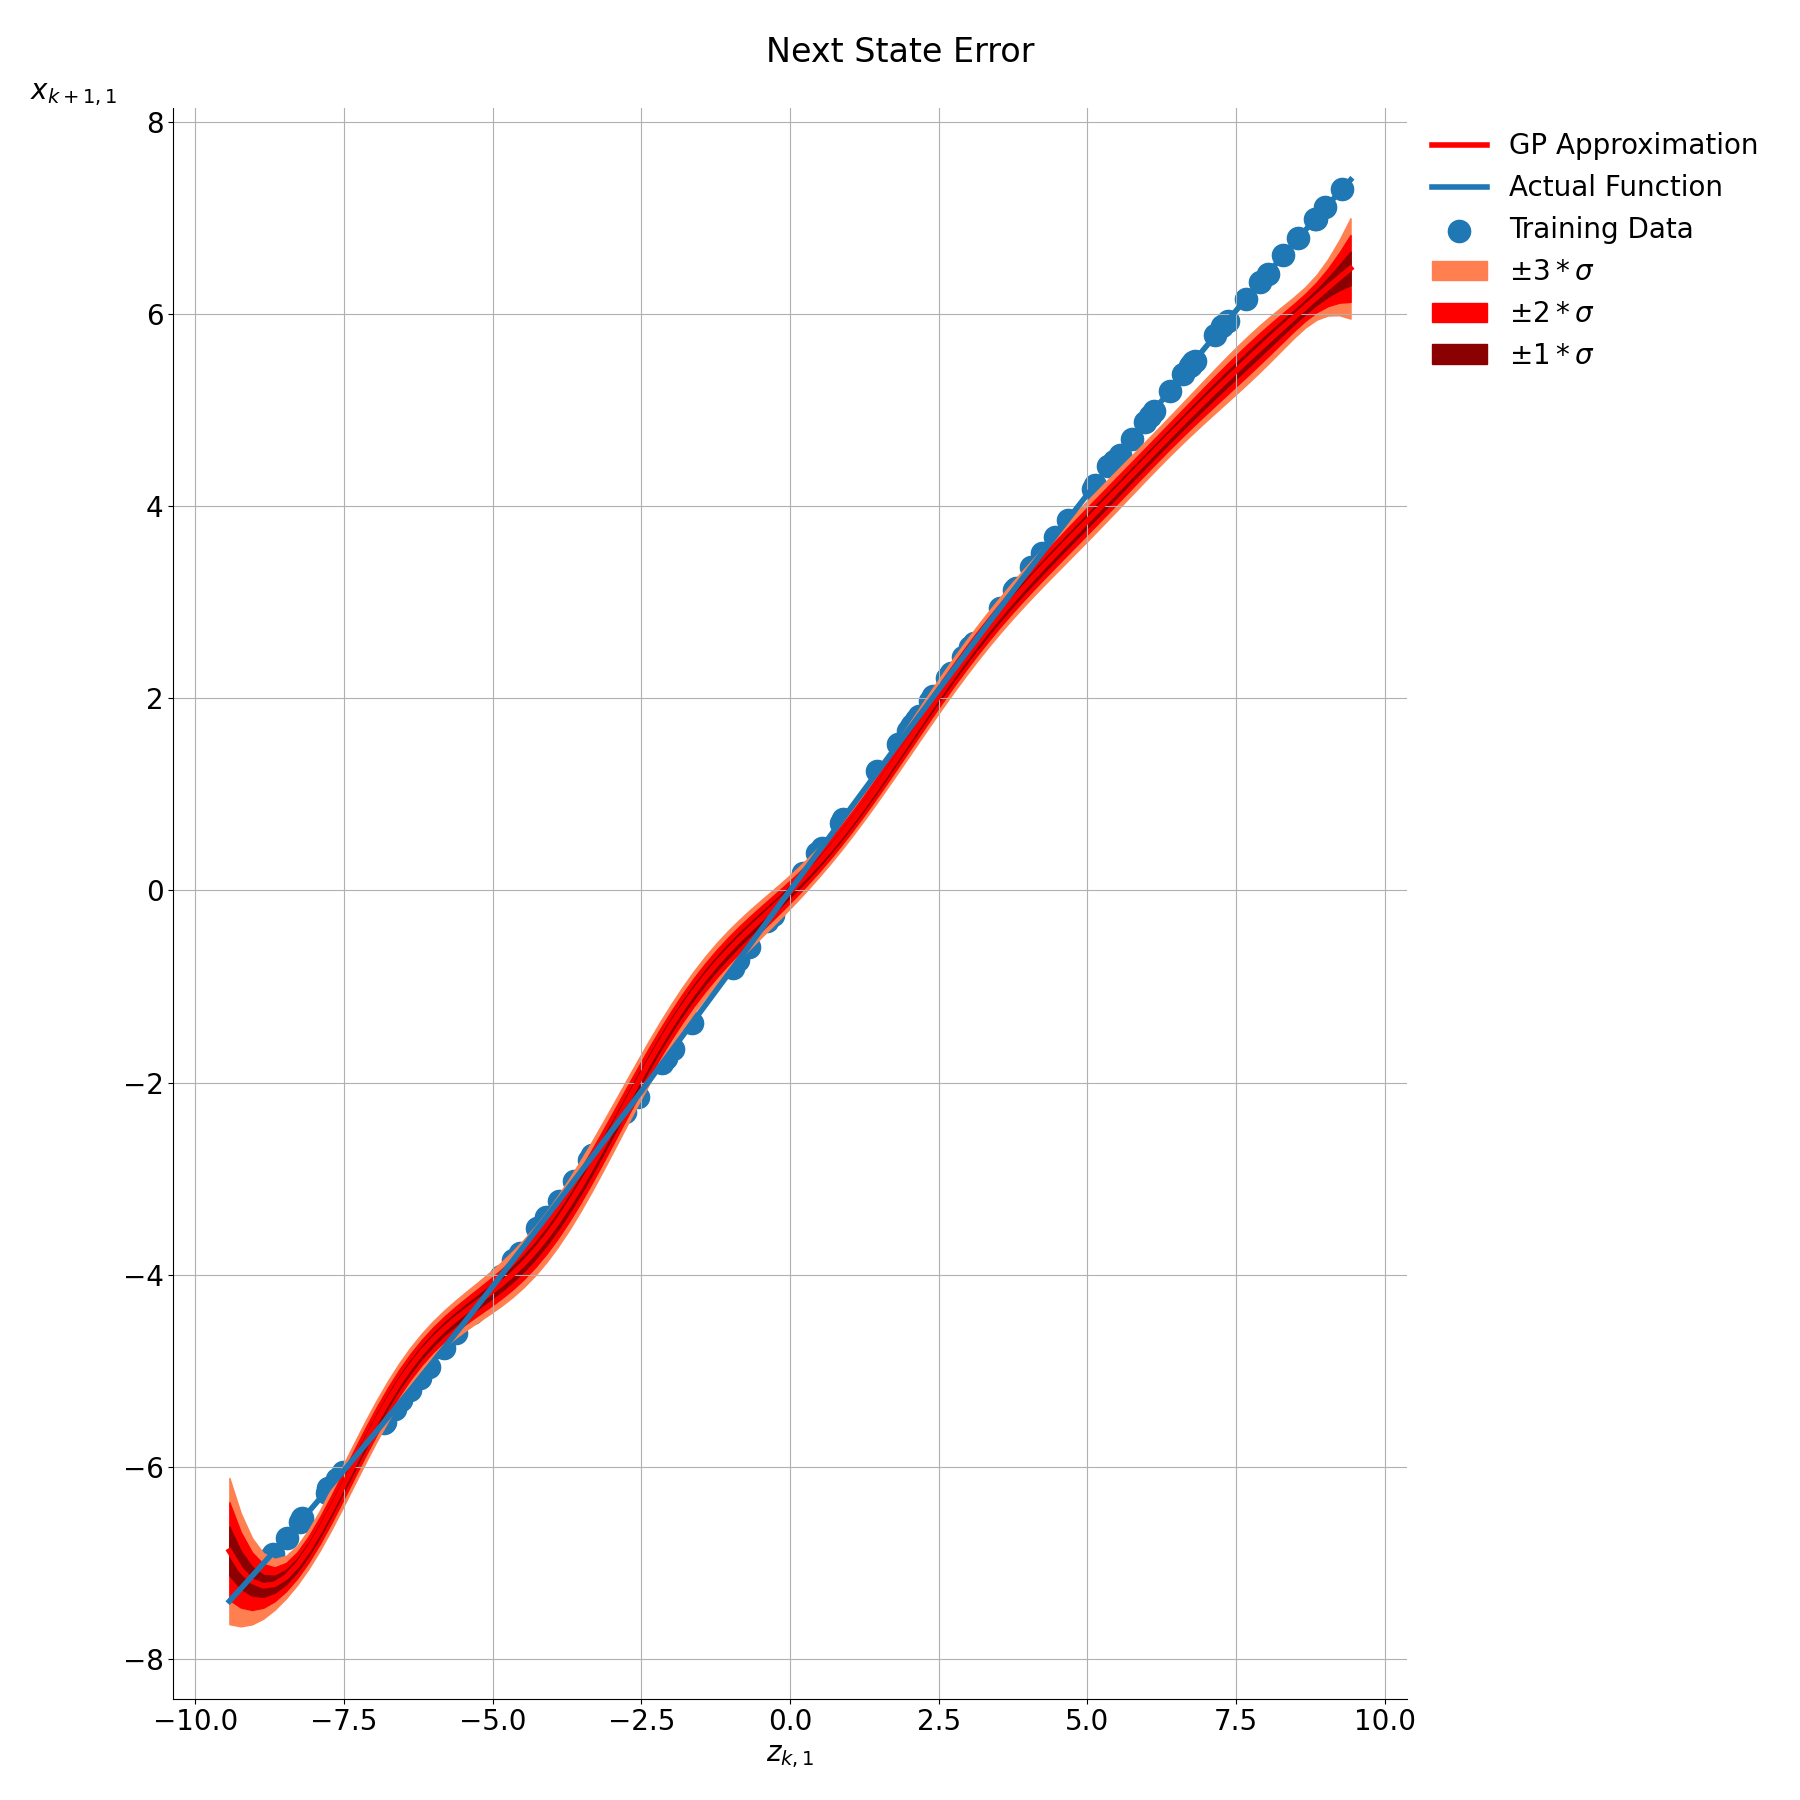 Next State Error
x_{k+1,1}
8
6
4
2
0
−2
−4
−6
−8
−10.0 −7.5 −5.0 −2.5 0.0 2.5 5.0 7.5 10.0
z_{k,1}
GP Approximation
Actual Function
Training Data
±3 * σ
±2 * σ
±1 * σ